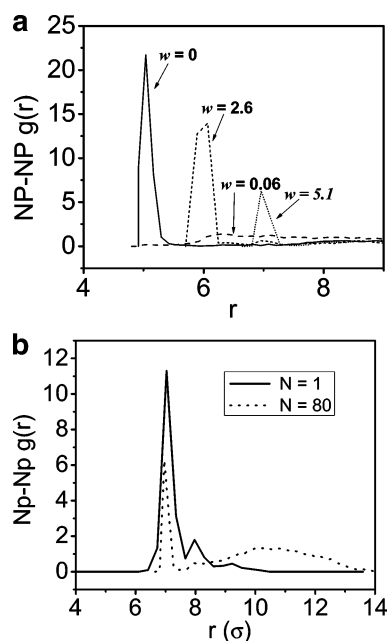 a
25
20
15
10
5
0
NP-NP g(r)
w = 0
w = 2.6
w = 0.06
w = 5.1
4 6 8
r
b
12
10
8
6
4
2
0
Np-Np g(r)
N = 1
N = 80
4 6 8 10 12 14
r (σ)